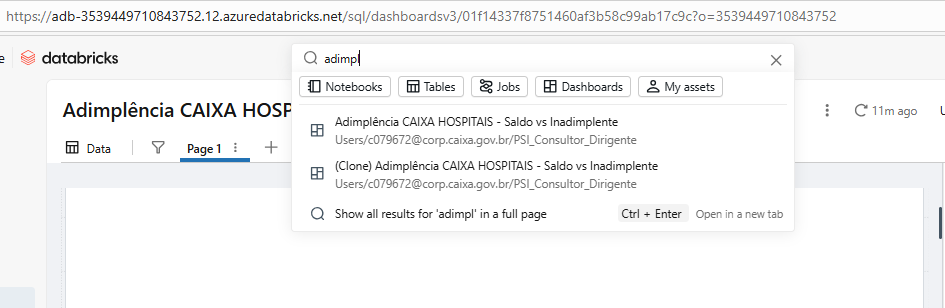 https://adb-3539449710843752.12.azuredatabricks.net/sql/dashboardsv3/01f14337f8751460af3b58c99ab17c9c?o=3539449710843752
e
databricks
adimpl
Notebooks Tables Jobs Dashboards My assets
Adimplência CAIXA HOSP
11m ago
Adimplência CAIXA HOSPITAIS - Saldo vs Inadimplente
Users/c079672@corp.caixa.gov.br/PSI_Consultor_Dirigente
Data Page 1
(Clone) Adimplência CAIXA HOSPITAIS - Saldo vs Inadimplente
Users/c079672@corp.caixa.gov.br/PSI_Consultor_Dirigente
Show all results for 'adimpl' in a full page Ctrl + Enter Open in a new tab